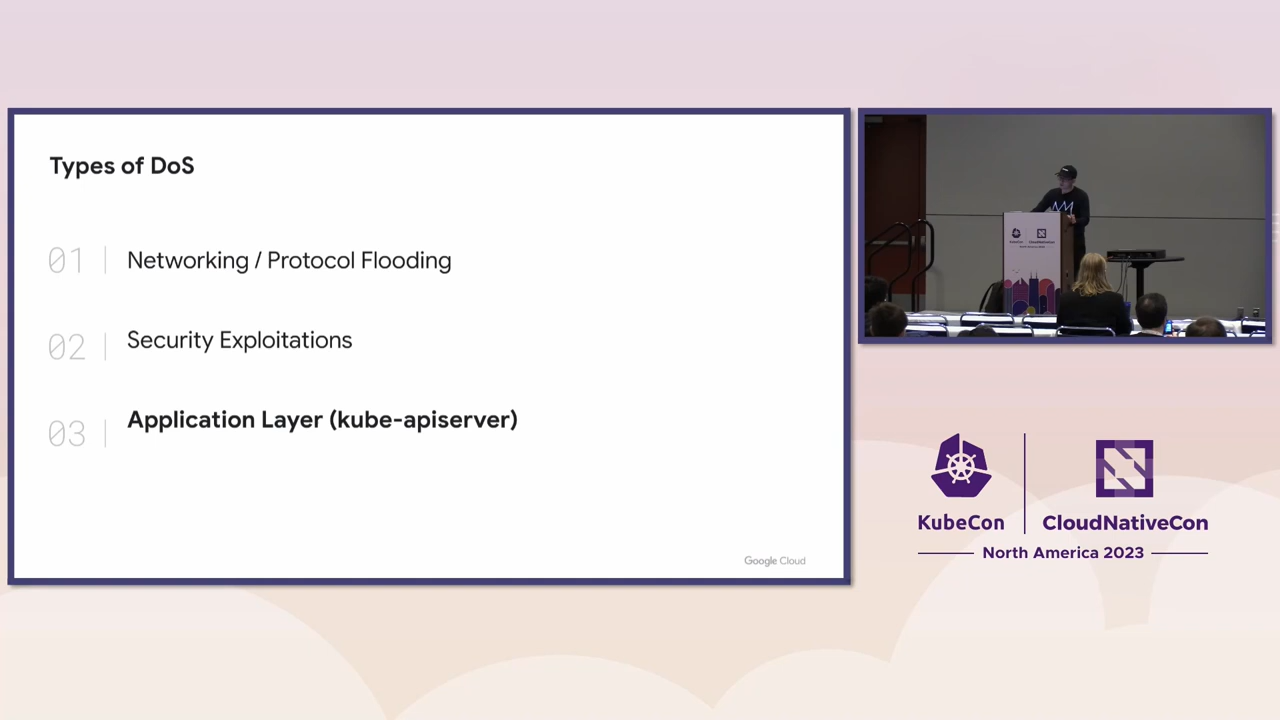 Types of DoS
01 Networking / Protocol Flooding
02 Security Exploitations
03 Application Layer (kube-apiserver)
Google Cloud
KubeCon
CloudNativeCon
North America 2023